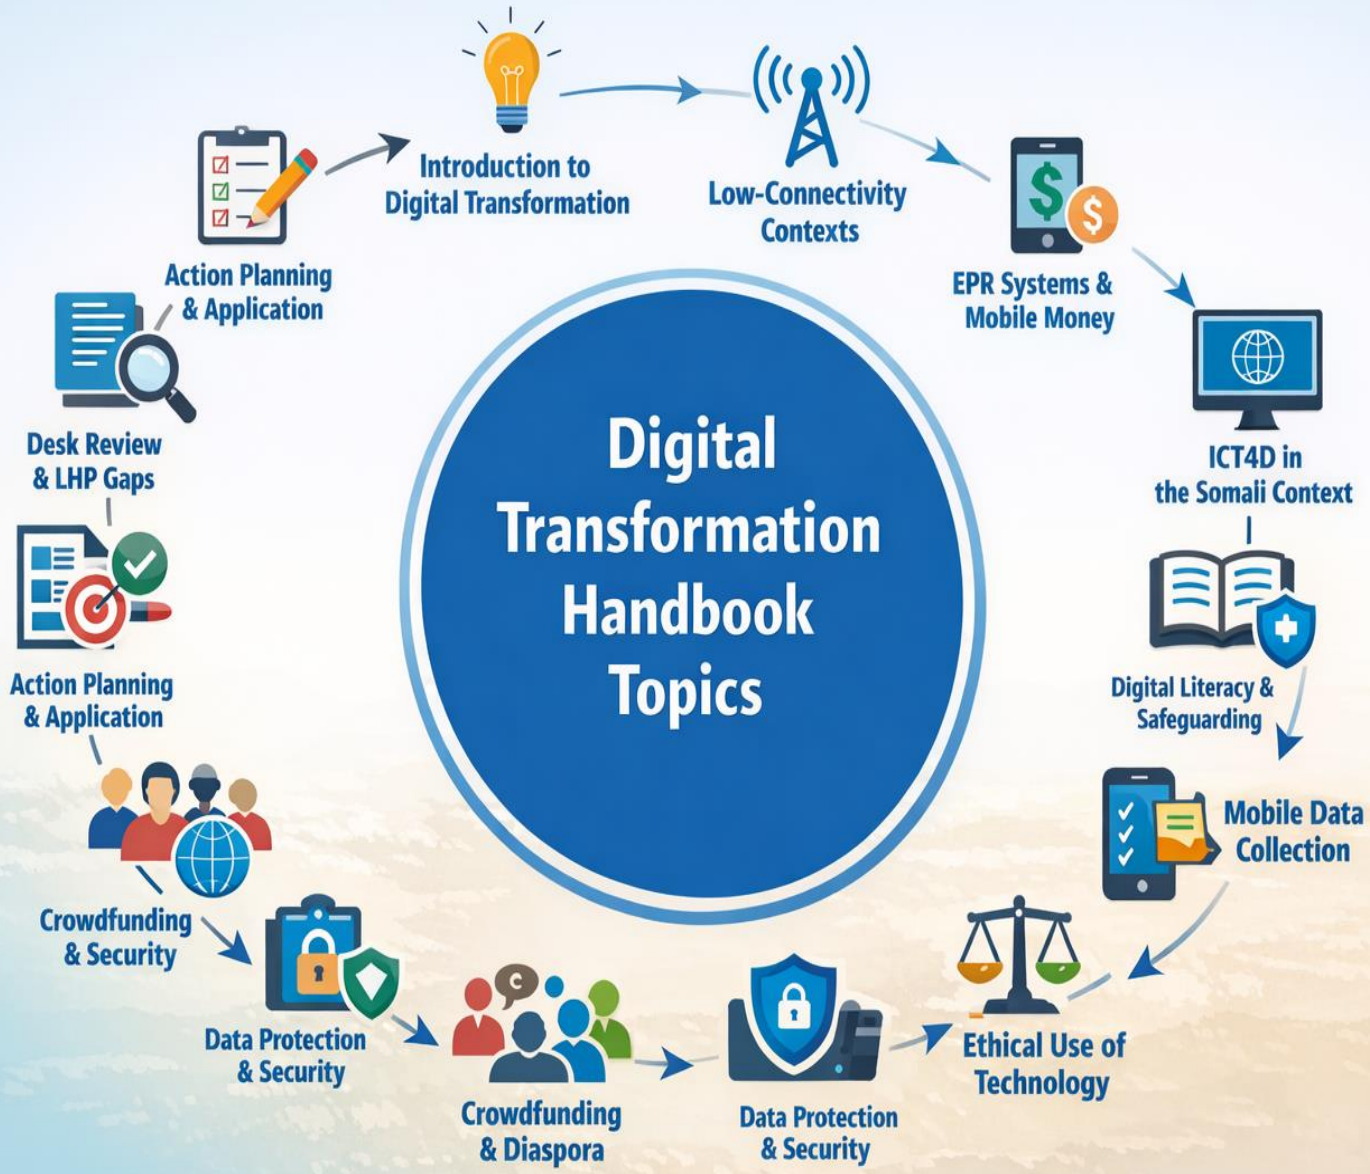 Digital
Transformation
Handbook
Topics
Introduction to
Digital Transformation
Low-Connectivity
Contexts
EPR Systems &
Mobile Money
ICT4D in
the Somaii Context
Digital Literacy &
Safeguarding
Mobile Data
Collection
Ethical Use of
Technology
Data Protection
& Security
Crowdfunding
& Diaspora
Data Protection
& Security
Crowdfunding
& Security
Action Planning
& Application
Desk Review
& LHP Gaps
Action Planning
& Application